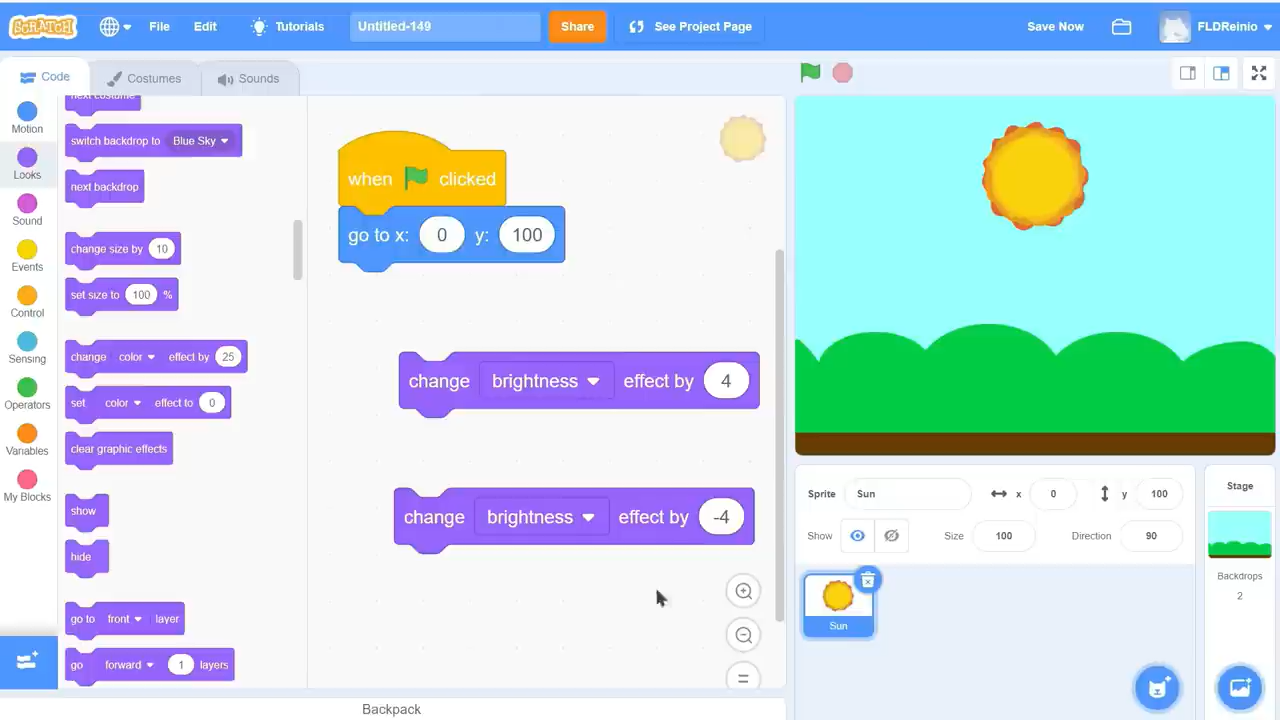 SCRATCH File Edit Tutorials Untitled-149 Share See Project Page Save Now FLDReinio
Code Costumes Sounds
Motion
Looks
Sound
Events
Control
Sensing
Operators
Variables
My Blocks
next costume
switch backdrop to Blue Sky
next backdrop
change size by 10
set size to 100 %
change color effect by 25
set color effect to 0
clear graphic effects
show
hide
go to front layer
go forward 1 layers
when clicked
go to x: 0 y: 100
change brightness effect by 4
change brightness effect by -4
Sprite Sun x 0 y 100
Show Size 100 Direction 90
Sun
Stage
Backdrops
2
Backpack